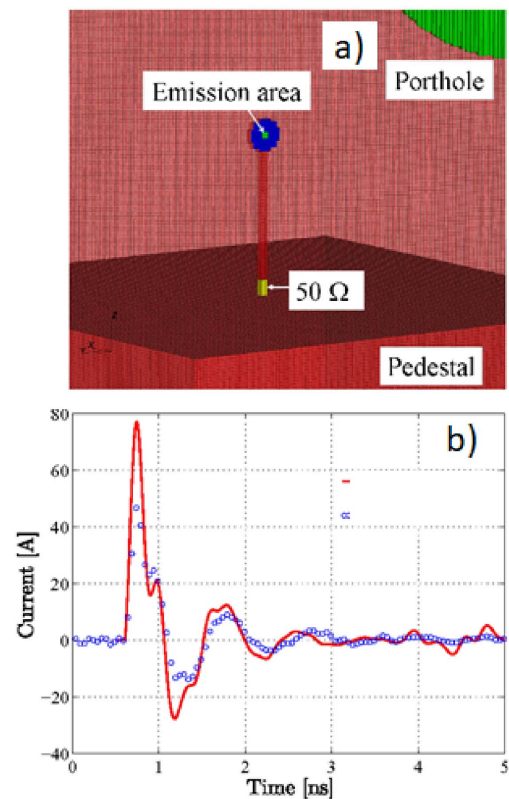 a)
Porthole
Emission area
50 Ω
Z
X
Pedestal
b)
80
60
40
20
0
−20
−40
Current [A]
0 1 2 3 4 5
Time [ns]